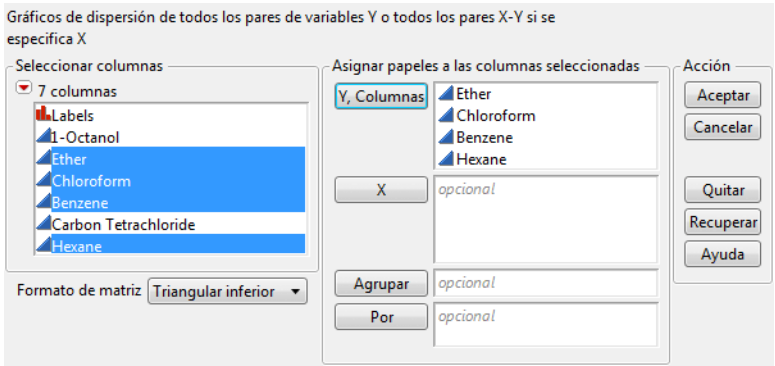 Gráficos de dispersión de todos los pares de variables Y o todos los pares X-Y si se
especifica X
Seleccionar columnas
7 columns
Labels
1-Octanol
Ether
Chloroform
Benzene
Carbon Tetrachloride
Hexane
Formato de matriz Triangular inferior
Asignar papeles a las columnas seleccionadas
Y, Columnas
Ether
Chloroform
Benzene
Hexane
X opcional
Agrupar opcional
Por opcional
Acción
Aceptar
Cancelar
Quitar
Recuperar
Ayuda